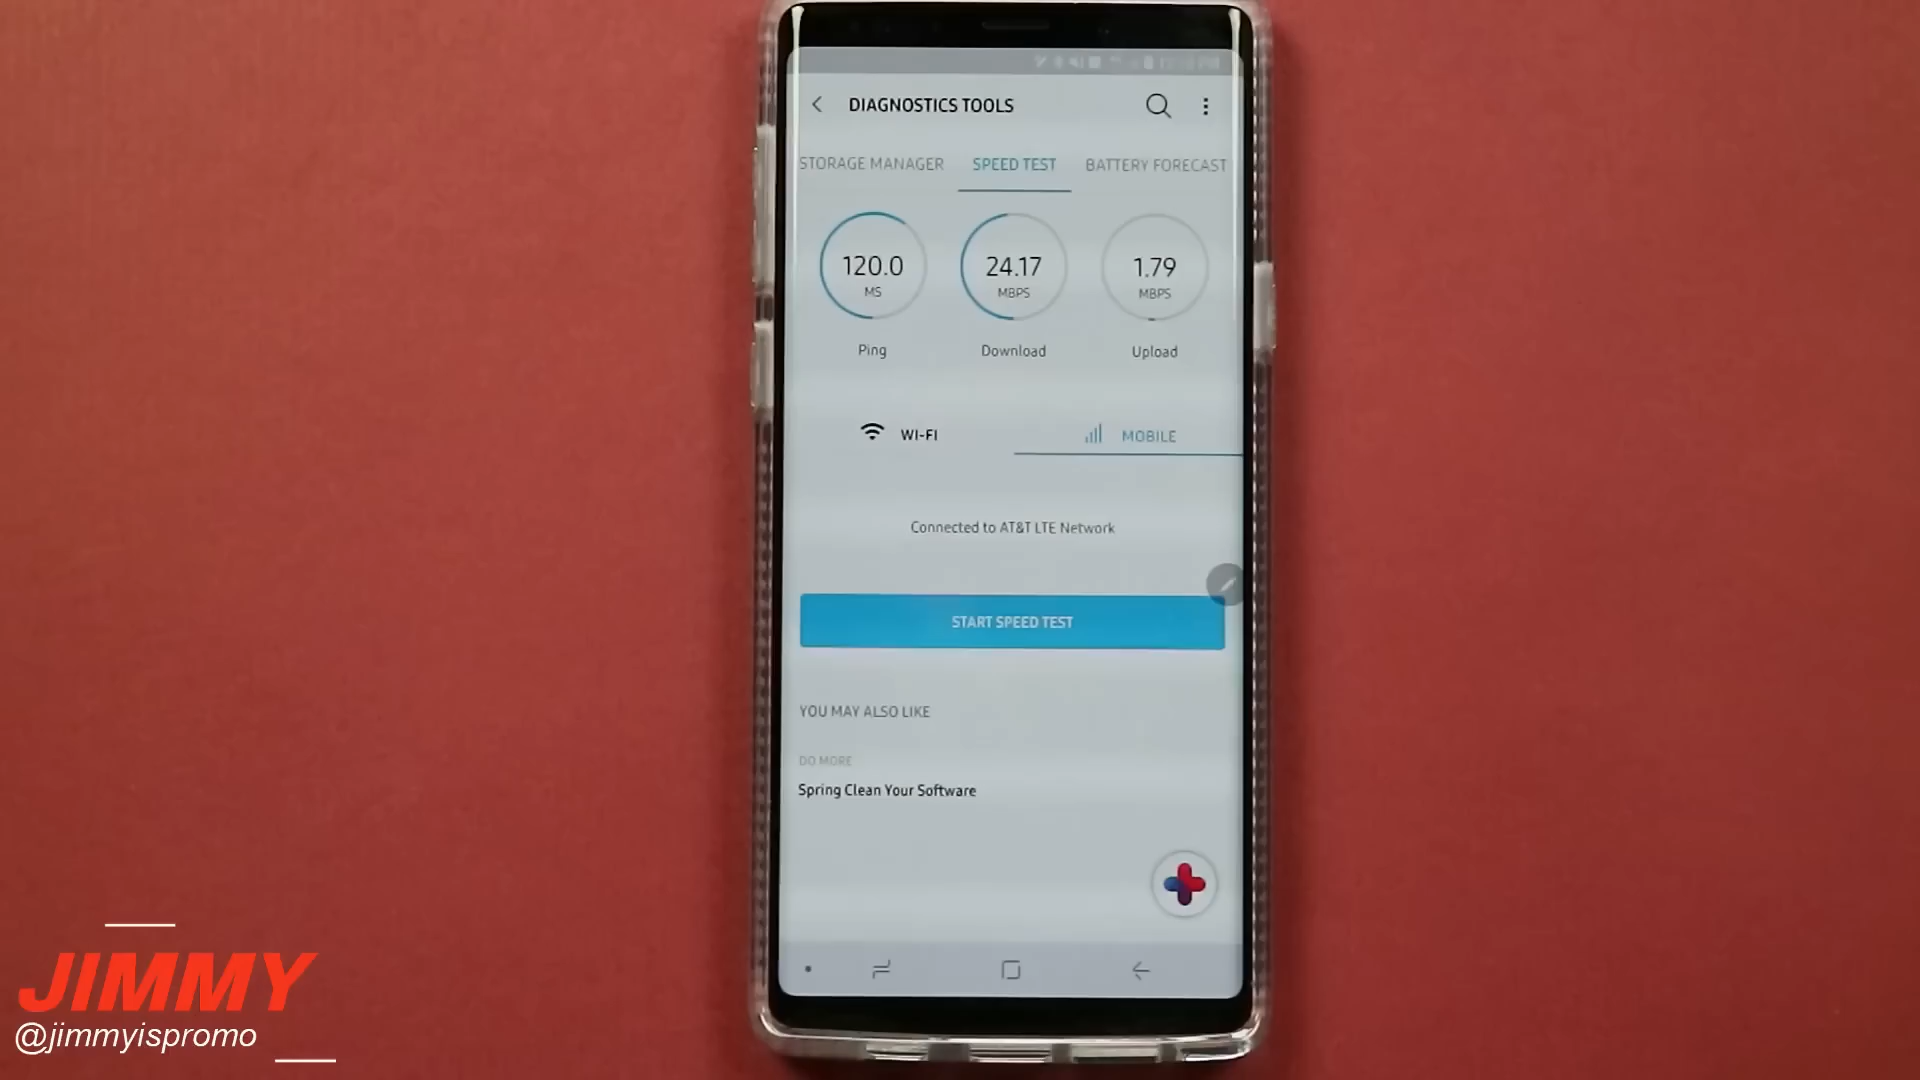 DIAGNOSTICS TOOLS
STORAGE MANAGER SPEED TEST BATTERY FORECAST
120.0 24.17 1.79
MS MBPS MBPS
Ping Download Upload
WI-FI MOBILE
Connected to AT&T LTE Network
START SPEED TEST
YOU MAY ALSO LIKE
DO MORE
Spring Clean Your Software
JIMMY
@jimmyispromo